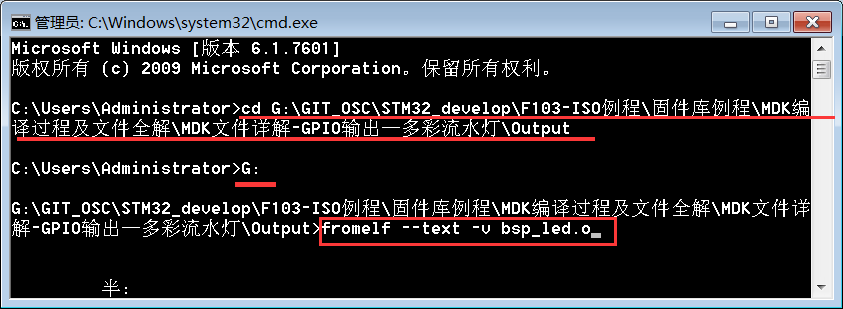 管理员: C:\Windows\system32\cmd.exe
Microsoft Windows [版本 6.1.7601]
版权所有 (c) 2009 Microsoft Corporation。保留所有权利。
C:\Users\Administrator>cd G:\GIT_OSC\STM32_develop\F103-ISO例程\固件库例程\MDK编
译过程及文件全解\MDK文件详解-GPIO输出—多彩流水灯\Output
C:\Users\Administrator>G:
G:\GIT_OSC\STM32_develop\F103-ISO例程\固件库例程\MDK编译过程及文件全解\MDK文件详
解-GPIO输出—多彩流水灯\Output>fromelf --text -v bsp_led.o
半: